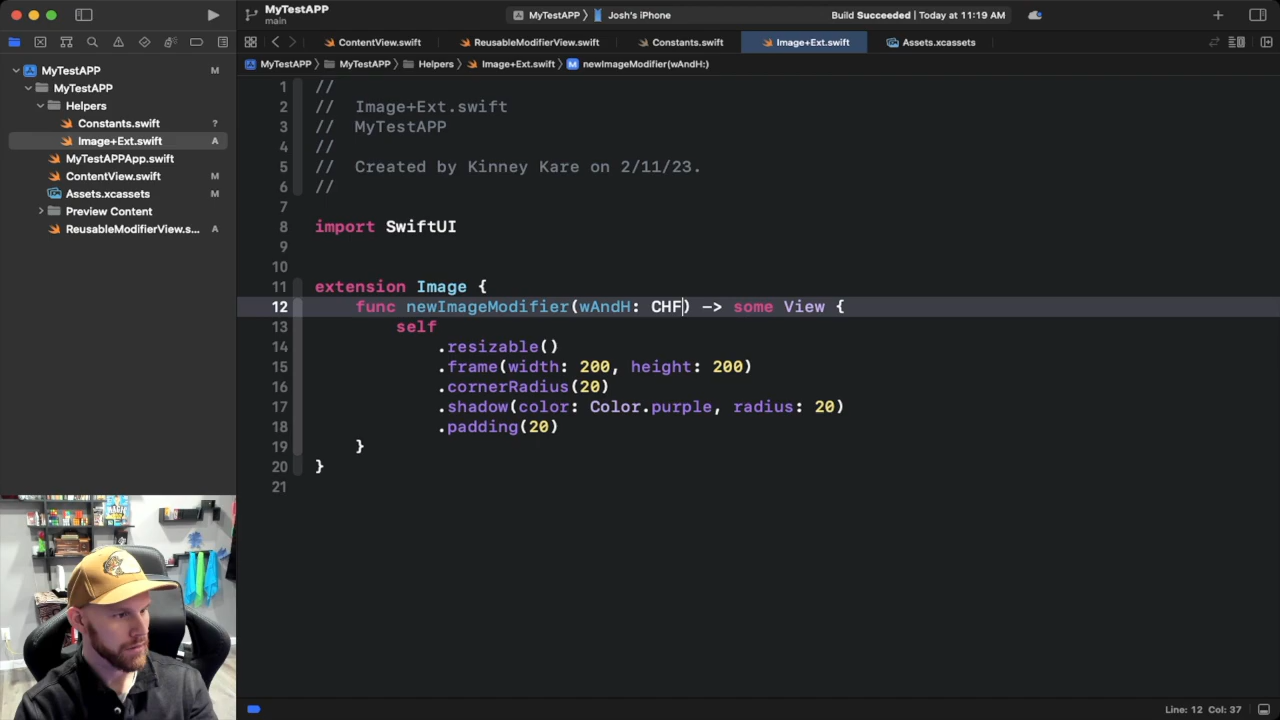 MyTestAPP
main
MyTestAPP
Josh's iPhone
Build Succeeded | Today at 11:19 AM
ContentView.swift
ReusableModifierView.swift
Constants.swift
Image+Ext.swift
Assets.xcassets
MyTestAPP
MyTestAPP
Helpers
Image+Ext.swift
M
newImageModifier(wAndH:)
MyTestAPP M
MyTestAPP
Helpers
Constants.swift ?
Image+Ext.swift A
MyTestAPPApp.swift
ContentView.swift M
Assets.xcassets M
Preview Content
ReusableModifierView.s... A
1 //
2 //  Image+Ext.swift
3 //  MyTestAPP
4 //
5 //  Created by Kinney Kare on 2/11/23.
6 //
7
8 import SwiftUI
9
10
11 extension Image {
12     func newImageModifier(wAndH: CHF) -> some View {
13         self
14             .resizable()
15             .frame(width: 200, height: 200)
16             .cornerRadius(20)
17             .shadow(color: Color.purple, radius: 20)
18             .padding(20)
19     }
20 }
21
Line: 12 Col: 37